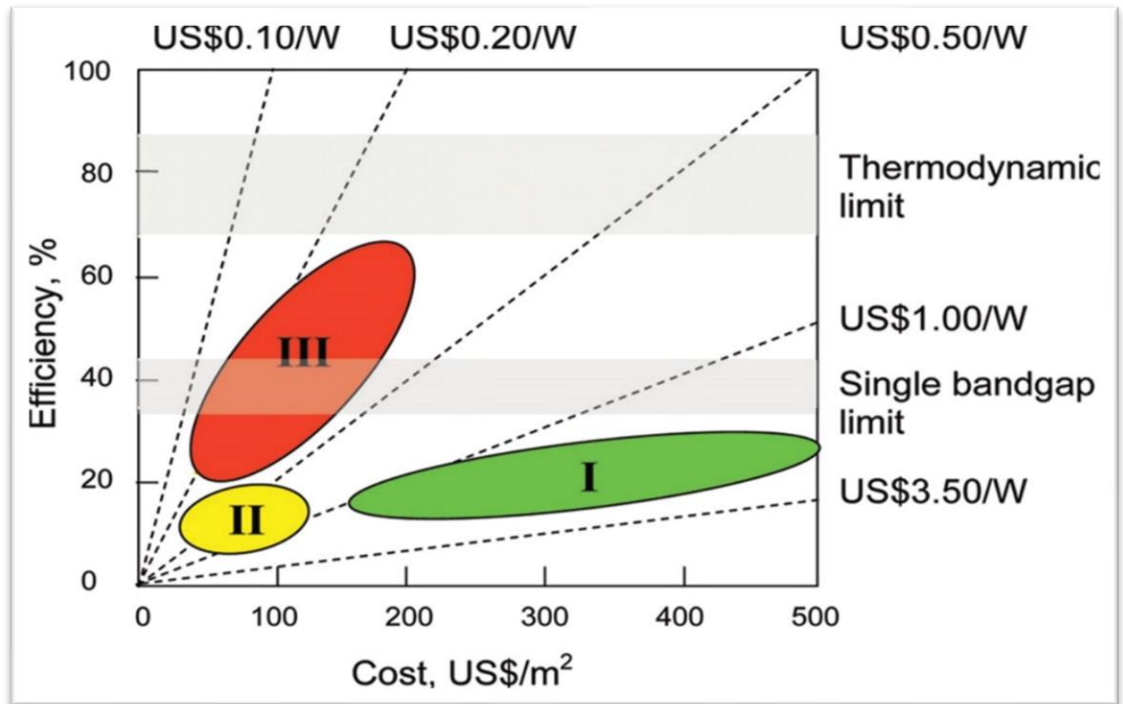 US$0.10/W
US$0.20/W
US$0.50/W
100
80
60
40
20
0
Efficiency, %
Thermodynamic
limit
US$1.00/W
Single bandgap
limit
US$3.50/W
III
II
I
0
100
200
300
400
500
Cost, US$/m²